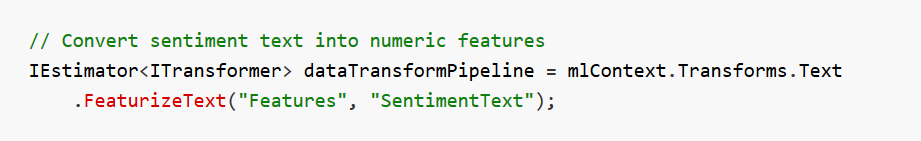 // Convert sentiment text into numeric features
IEstimator<ITransformer> dataTransformPipeline = mlContext.Transforms.Text
    .FeaturizeText("Features", "SentimentText");